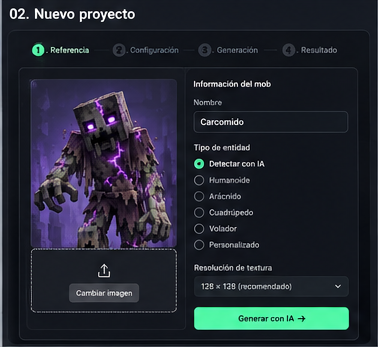 02. Nuevo proyecto
1. Referencia
2. Configuración
3. Generación
4. Resultado
Información del mob
Nombre
Carcomido
Tipo de entidad
Detectar con IA
Humanoide
Arácnido
Cuadrúpedo
Volador
Personalizado
Cambiar imagen
Resolución de textura
128 × 128 (recomendado)
Generar con IA →